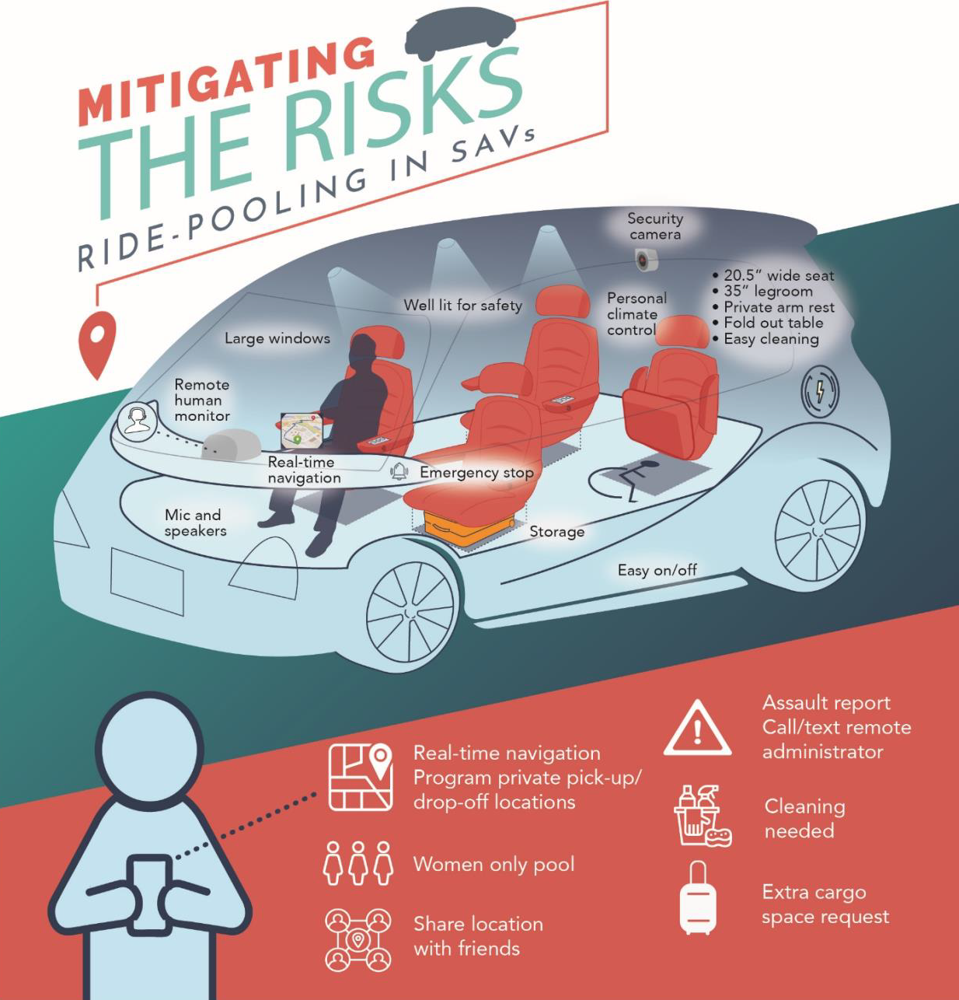 MITIGATING
THE RISKS
RIDE-POOLING IN SAVs
Security
camera
• 20.5” wide seat
• 35” legroom
• Private arm rest
• Fold out table
• Easy cleaning
Personal
climate
control
Well lit for safety
Large windows
Remote
human
monitor
Real-time
navigation
Emergency stop
Mic and
speakers
Storage
Easy on/off
Real-time navigation
Program private pick-up/
drop-off locations
Women only pool
Share location
with friends
Assault report
Call/text remote
administrator
Cleaning
needed
Extra cargo
space request